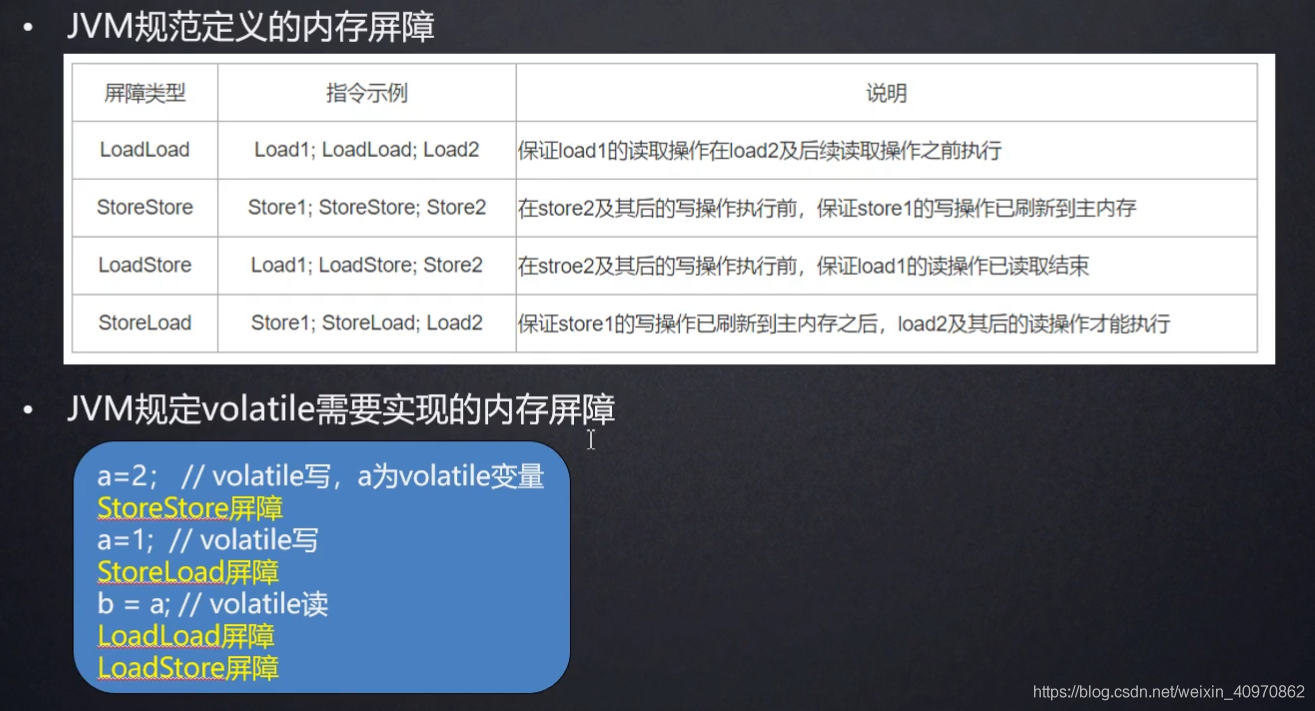 • JVM规范定义的内存屏障
屏障类型 指令示例 说明
LoadLoad Load1; LoadLoad; Load2 保证load1的读取操作在load2及后续读取操作之前执行
StoreStore Store1; StoreStore; Store2 在store2及其后的写操作执行前，保证store1的写操作已刷新到主内存
LoadStore Load1; LoadStore; Store2 在stroe2及其后的写操作执行前，保证load1的读操作已读取结束
StoreLoad Store1; StoreLoad; Load2 保证store1的写操作已刷新到主内存之后，load2及其后的读操作才能执行
• JVM规定volatile需要实现的内存屏障
a=2; // volatile写，a为volatile变量
StoreStore屏障
a=1; // volatile写
StoreLoad屏障
b = a; // volatile读
LoadLoad屏障
LoadStore屏障
https://blog.csdn.net/weixin_40970862